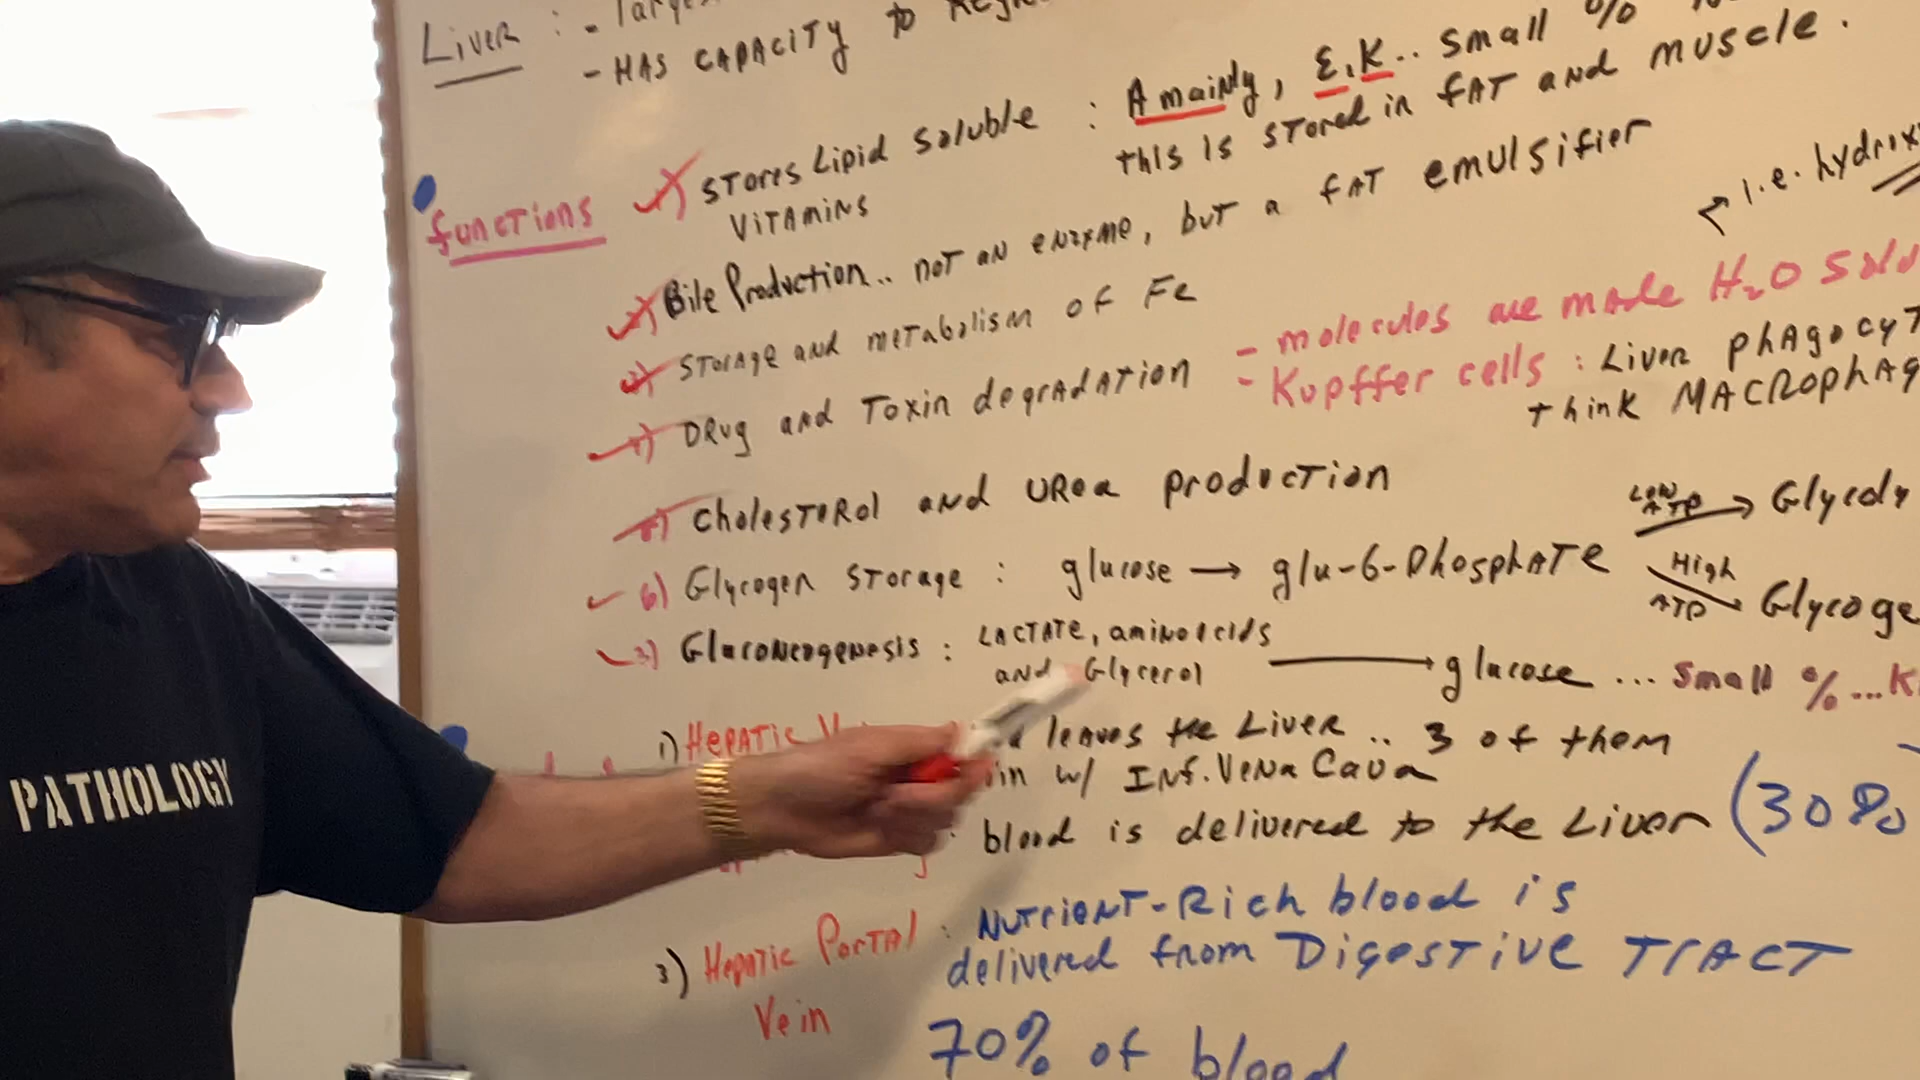 LIVER : - larges
- HAS CAPACITY to
functions
STORES Lipid Soluble : A mainly, E, K.. small %
VITAMINS
this is stored in fat and muscle.
Bile Production.. not an enzyme, but a fat emulsifier
i.e. hydrox
Storage and metabolism of Fe
- molecules are made H2O Solu
Drug and Toxin degradation
- Kupffer cells : Liver phagocyt
think MACROphag
Cholesterol and urea production
Low ATP
Glycoly
6) Glycogen Storage : glucose → glu-6-Phosphate
High ATP
Glycoge
Gluconeogenesis : Lactate, amino acids
and Glycerol
glucose ... small % ... K
1) Hepatic
leaves the Liver .. 3 of them
w/ Inf. Vena Cava
blood is delivered to the Liver (30%
3) Hepatic Portal : Nutrient-Rich blood is
Vein
delivered from Digestive Tract
70% of blood
PATHOLOGY